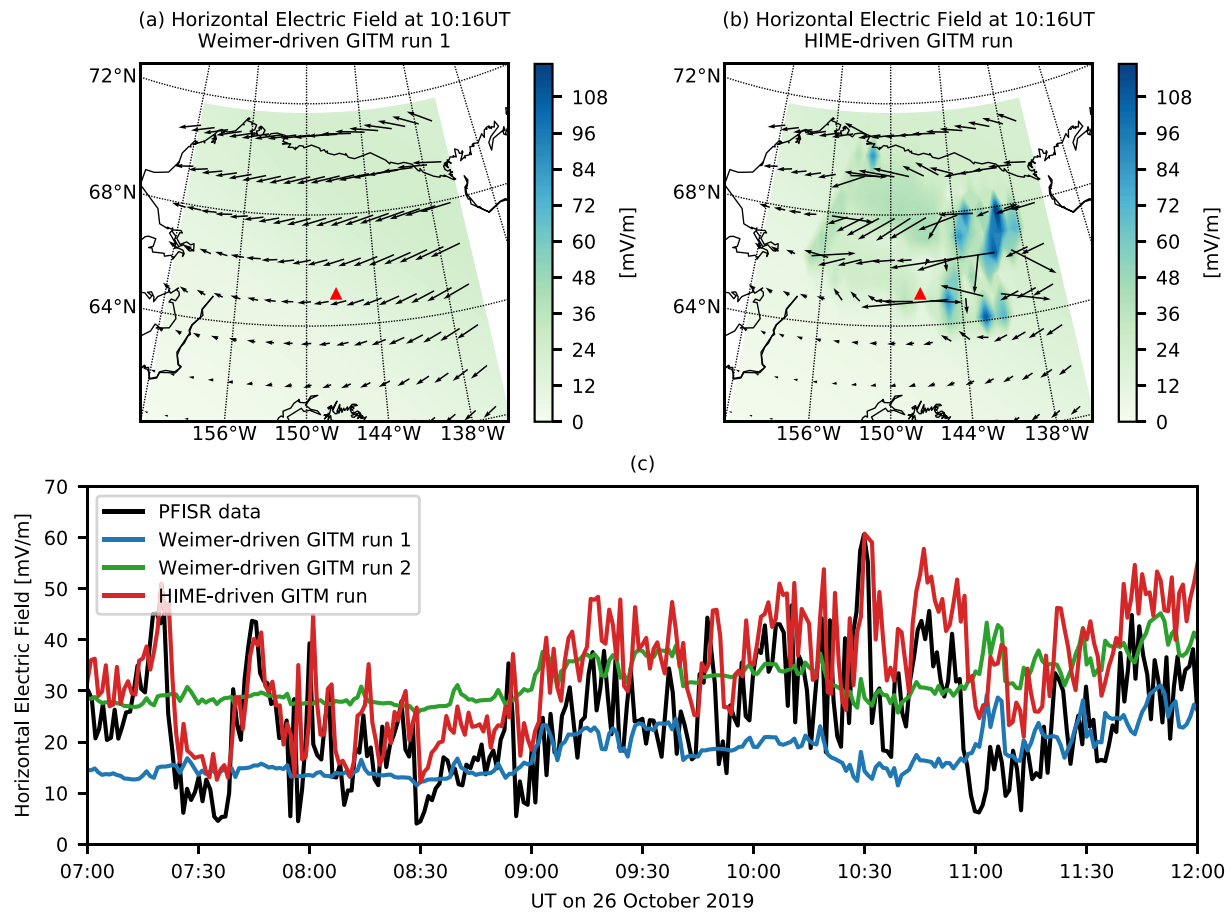 (a) Horizontal Electric Field at 10:16UT
Weimer-driven GITM run 1
72°N
68°N
64°N
156°W 150°W 144°W 138°W
108
96
84
72
60
48
36
24
12
0
[mV/m]
(b) Horizontal Electric Field at 10:16UT
HIME-driven GITM run
72°N
68°N
64°N
156°W 150°W 144°W 138°W
108
96
84
72
60
48
36
24
12
0
[mV/m]
(c)
Horizontal Electric Field [mV/m]
70
60
50
40
30
20
10
0
PFISR data
Weimer-driven GITM run 1
Weimer-driven GITM run 2
HIME-driven GITM run
07:00 07:30 08:00 08:30 09:00 09:30 10:00 10:30 11:00 11:30 12:00
UT on 26 October 2019